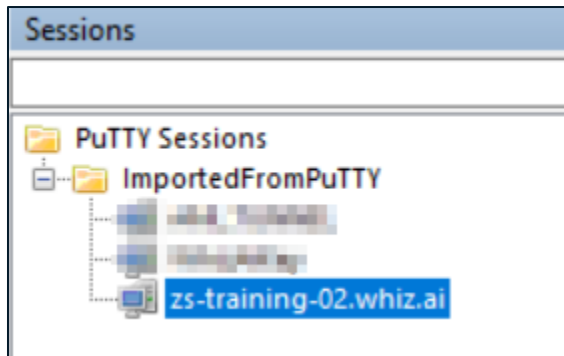 Sessions
PuTTY Sessions
ImportedFromPuTTY
zs-training-02.whiz.ai